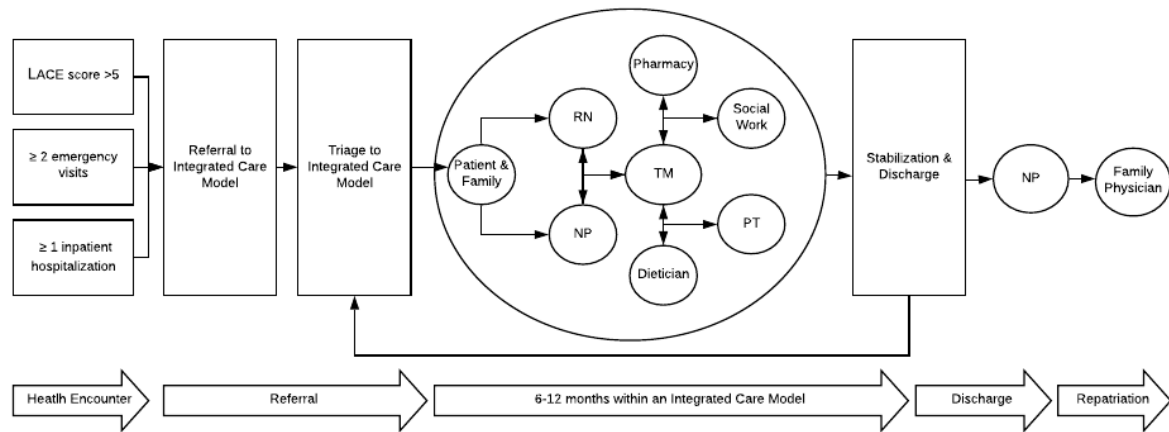 LACE score >5
≥ 2 emergency
visits
≥ 1 inpatient
hospitalization
Referral to
Integrated Care
Model
Triage to
Integrated Care
Model
Patient &
Family
RN
NP
TM
Pharmacy
Social
Work
PT
Dietician
Stabilization &
Discharge
NP
Family
Physician
Heatlh Encounter
Referral
6-12 months within an Integrated Care Model
Discharge
Repatriation